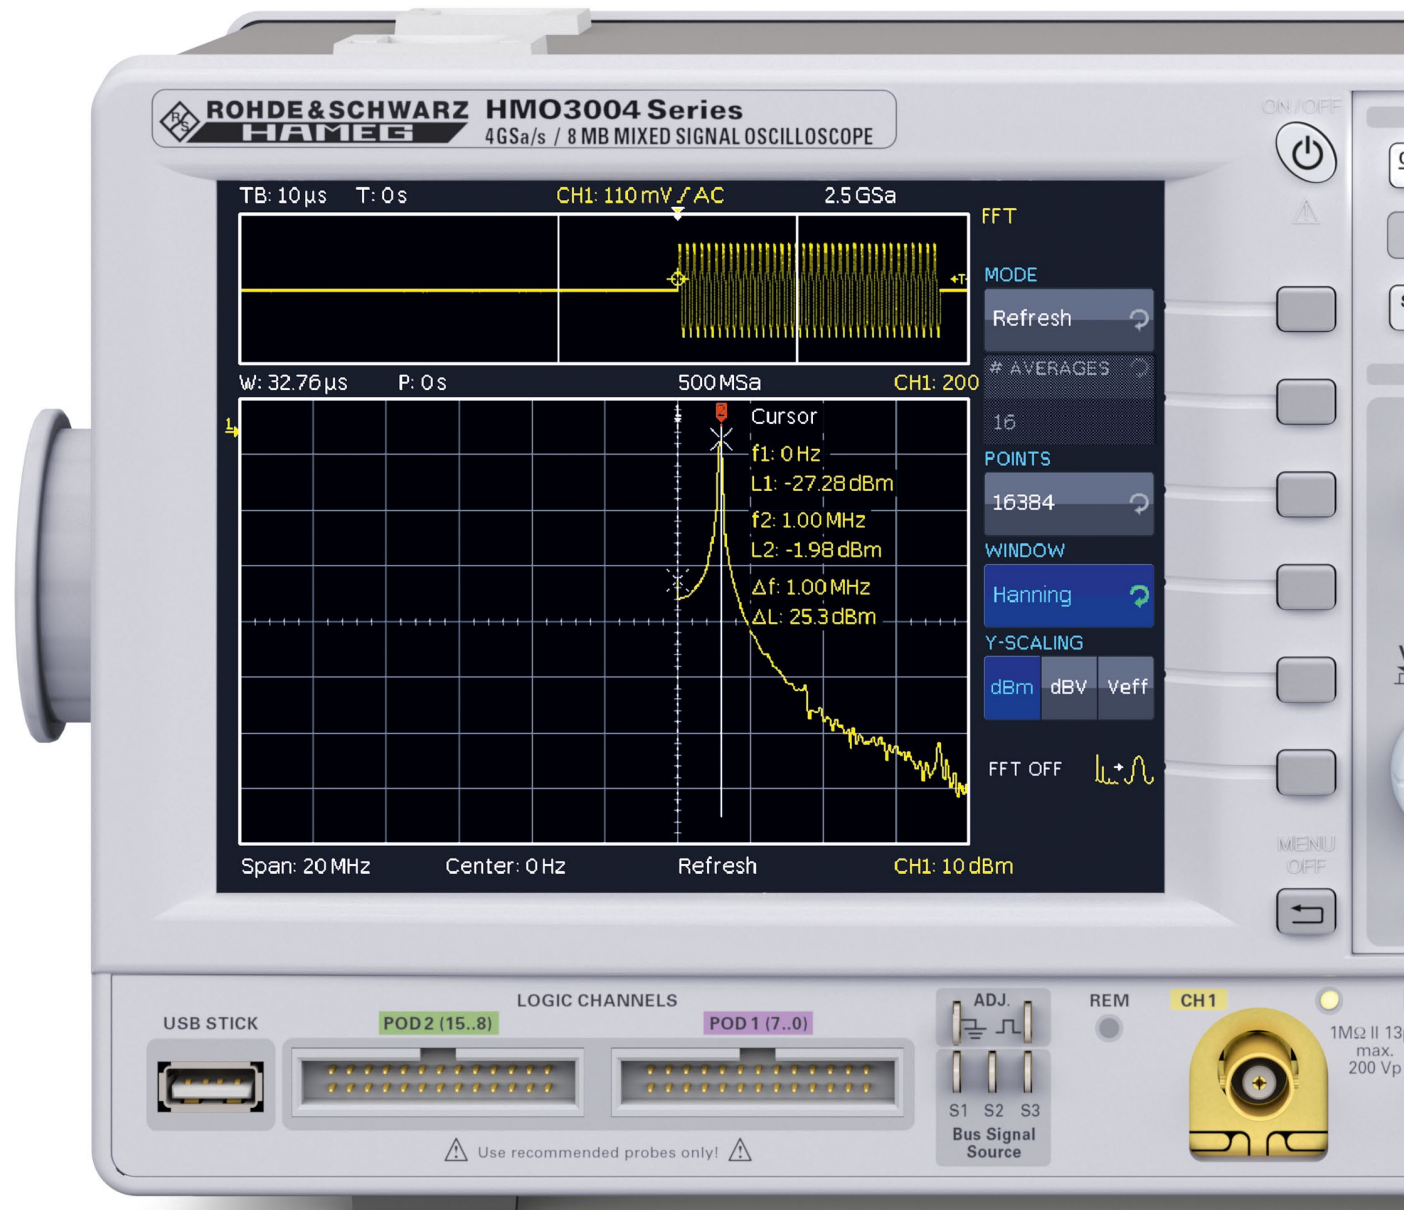 ROHDE&SCHWARZ
HAMEG
HMO3004 Series
4GSa/s / 8 MB MIXED SIGNAL OSCILLOSCOPE
ON/OFF
TB: 10 µs T: 0 s CH1: 110 mV AC 2.5 GSa
FFT
MODE
Refresh
# AVERAGES
16
POINTS
16384
WINDOW
Hanning
Y-SCALING
dBm dBV Veff
FFT OFF
W: 32.76 µs P: 0 s 500 MSa CH1: 200
1
2
Cursor
f1: 0 Hz
L1: -27.28 dBm
f2: 1.00 MHz
L2: -1.98 dBm
Δf: 1.00 MHz
ΔL: 25.3 dBm
Span: 20 MHz Center: 0 Hz Refresh CH1: 10 dBm
MENU
OFF
LOGIC CHANNELS
USB STICK
POD 2 (15..8)
POD 1 (7..0)
Use recommended probes only!
ADJ.
S1 S2 S3
Bus Signal
Source
REM
CH 1
1MΩ II 13
max.
200 Vp